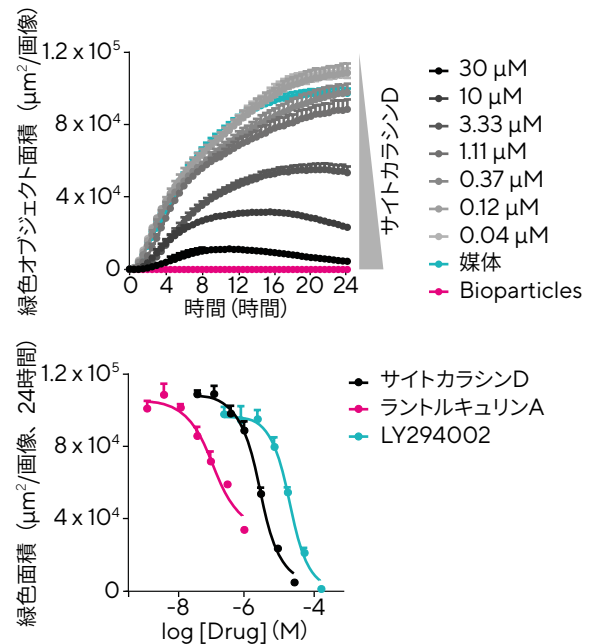 緑色オブジェクト面積 (μm²/画像)
1.2 x 10⁵
8 x 10⁴
4 x 10⁴
0
0 4 8 12 16 20 24
時間 (時間)
サイトカラシンD
30 μM
10 μM
3.33 μM
1.11 μM
0.37 μM
0.12 μM
0.04 μM
媒体
Bioparticles
緑色面積 (μm²/画像、24時間)
1.2 x 10⁵
8 x 10⁴
4 x 10⁴
0
-8 -6 -4
log [Drug] (M)
サイトカラシンD
ラントルキュリンA
LY294002